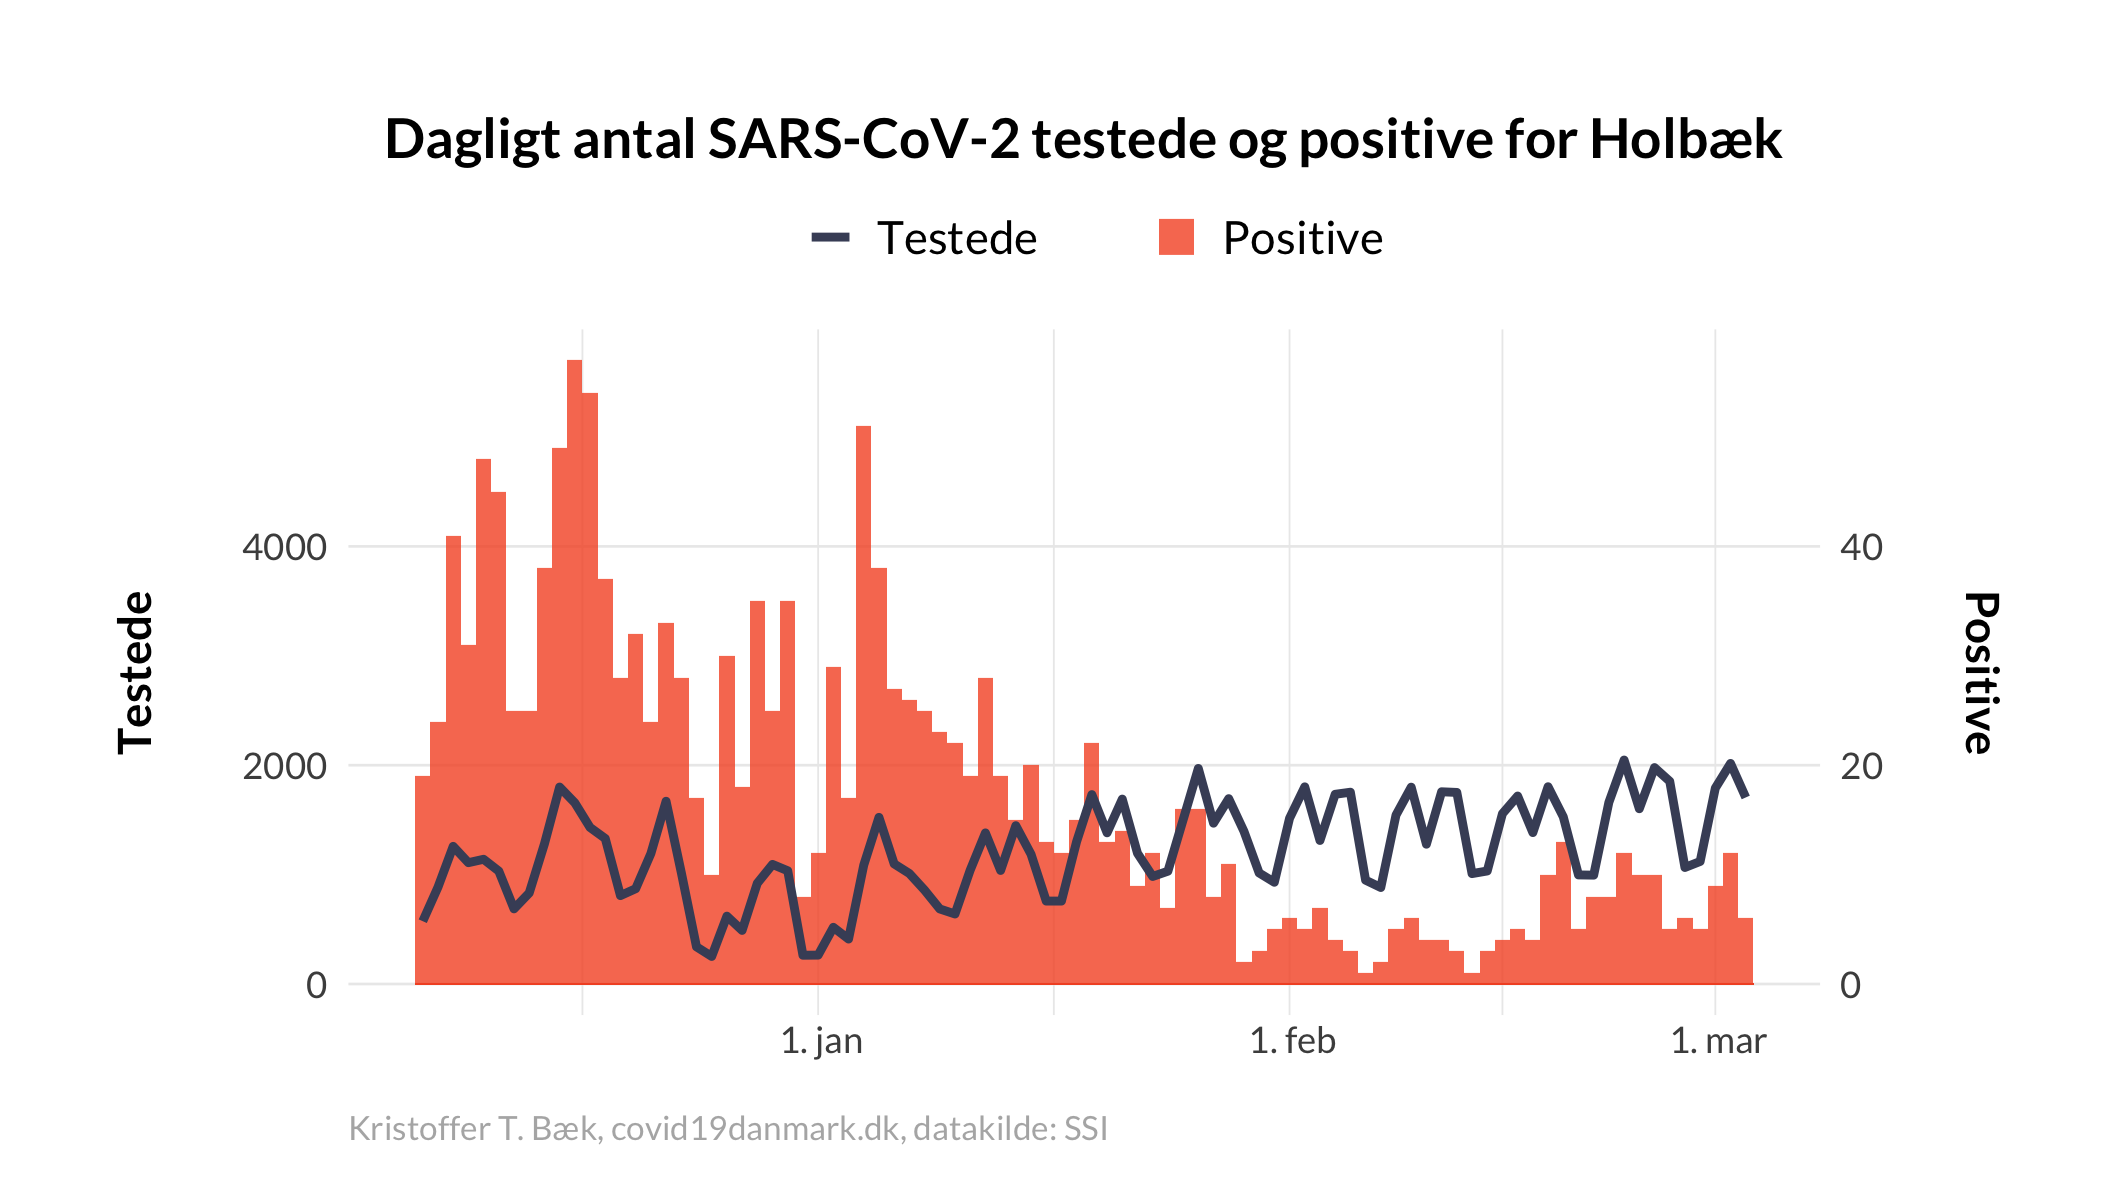 Dagligt antal SARS-CoV-2 testede og positive for Holbæk
Testede
Positive
4000
2000
0
Testede
40
20
0
Positive
1. jan
1. feb
1. mar
Kristoffer T. Bæk, covid19danmark.dk, datakilde: SSI